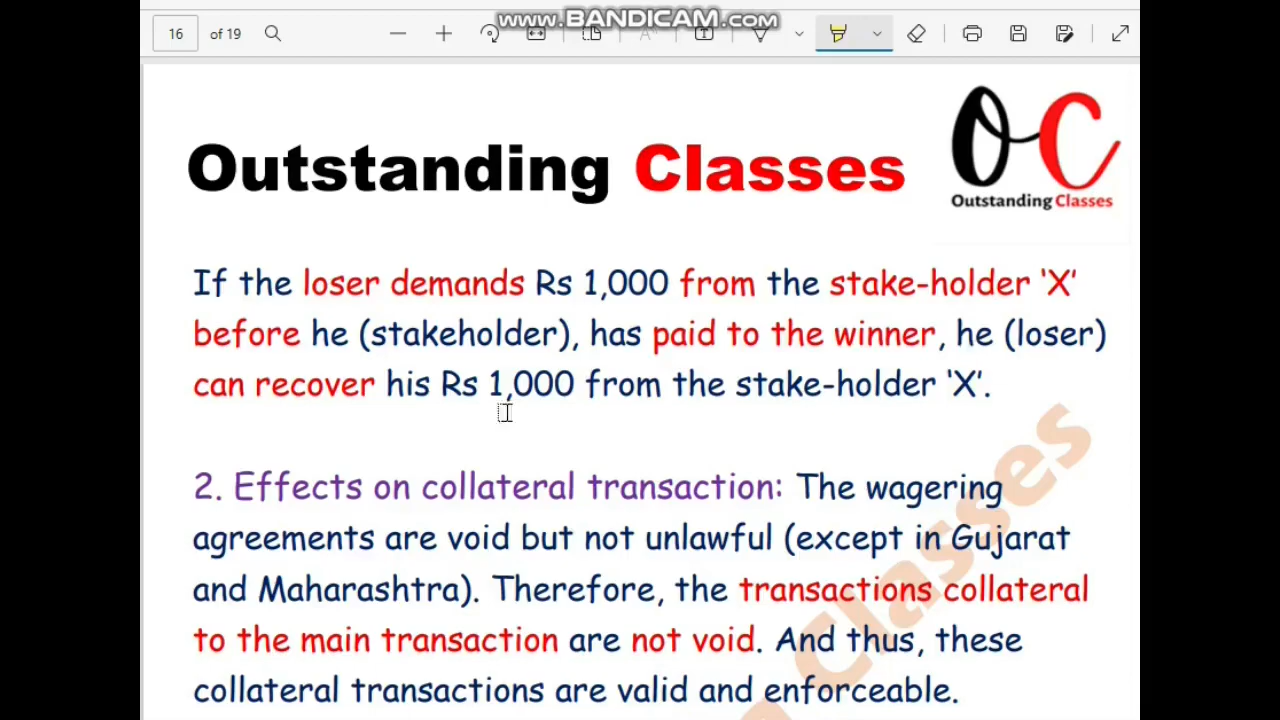 www.BANDICAM.com
16 of 19
Outstanding Classes
OC
Outstanding Classes
If the loser demands Rs 1,000 from the stake-holder ‘X’
before he (stakeholder), has paid to the winner, he (loser)
can recover his Rs 1,000 from the stake-holder ‘X’.
2. Effects on collateral transaction: The wagering
agreements are void but not unlawful (except in Gujarat
and Maharashtra). Therefore, the transactions collateral
to the main transaction are not void. And thus, these
collateral transactions are valid and enforceable.
Classes